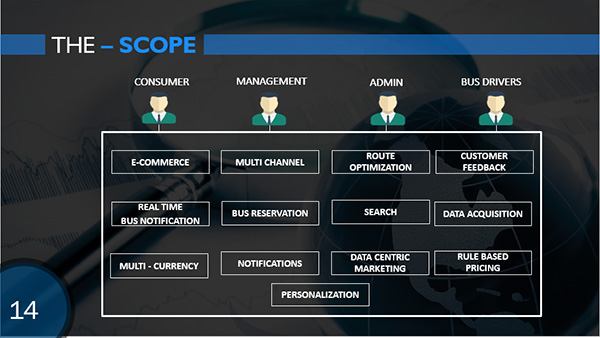 THE – SCOPE
CONSUMER
MANAGEMENT
ADMIN
BUS DRIVERS
E-COMMERCE
MULTI CHANNEL
ROUTE
OPTIMIZATION
CUSTOMER
FEEDBACK
REAL TIME
BUS NOTIFICATION
BUS RESERVATION
SEARCH
DATA ACQUISITION
MULTI - CURRENCY
NOTIFICATIONS
DATA CENTRIC
MARKETING
RULE BASED
PRICING
PERSONALIZATION
14